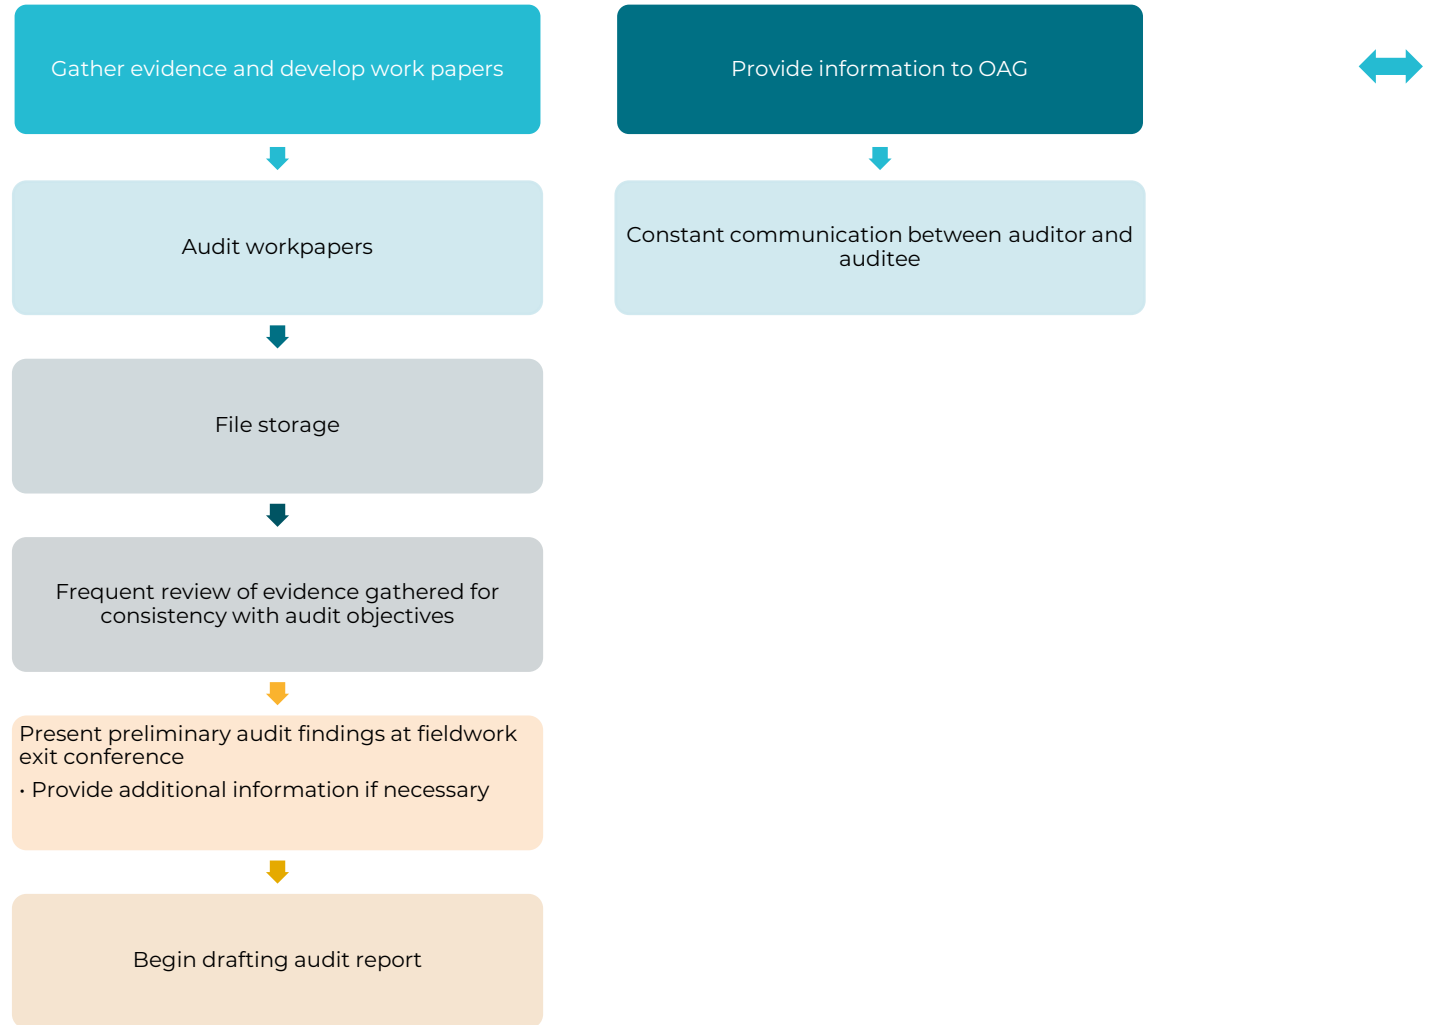 Gather evidence and develop work papers
Provide information to OAG
Audit workpapers
Constant communication between auditor and
auditee
File storage
Frequent review of evidence gathered for
consistency with audit objectives
Present preliminary audit findings at fieldwork
exit conference
• Provide additional information if necessary
Begin drafting audit report